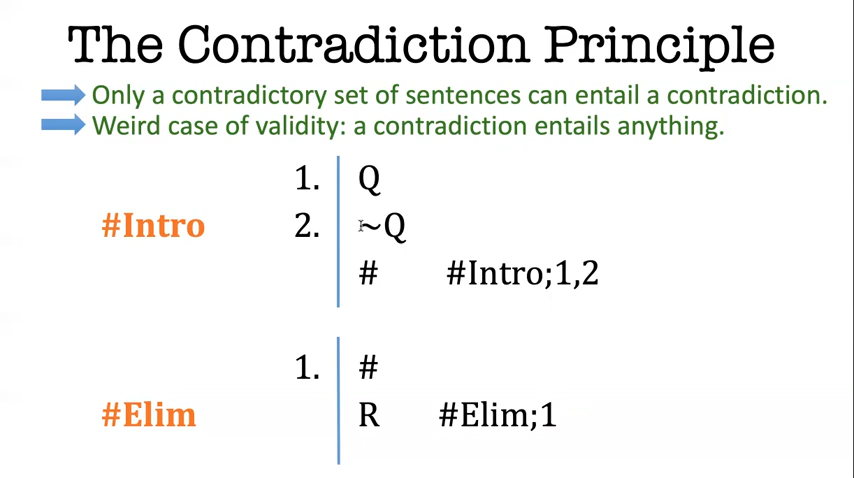 The Contradiction Principle
Only a contradictory set of sentences can entail a contradiction.
Weird case of validity: a contradiction entails anything.
1. Q
#Intro 2. ~Q
# #Intro;1,2
1. #
#Elim R #Elim;1